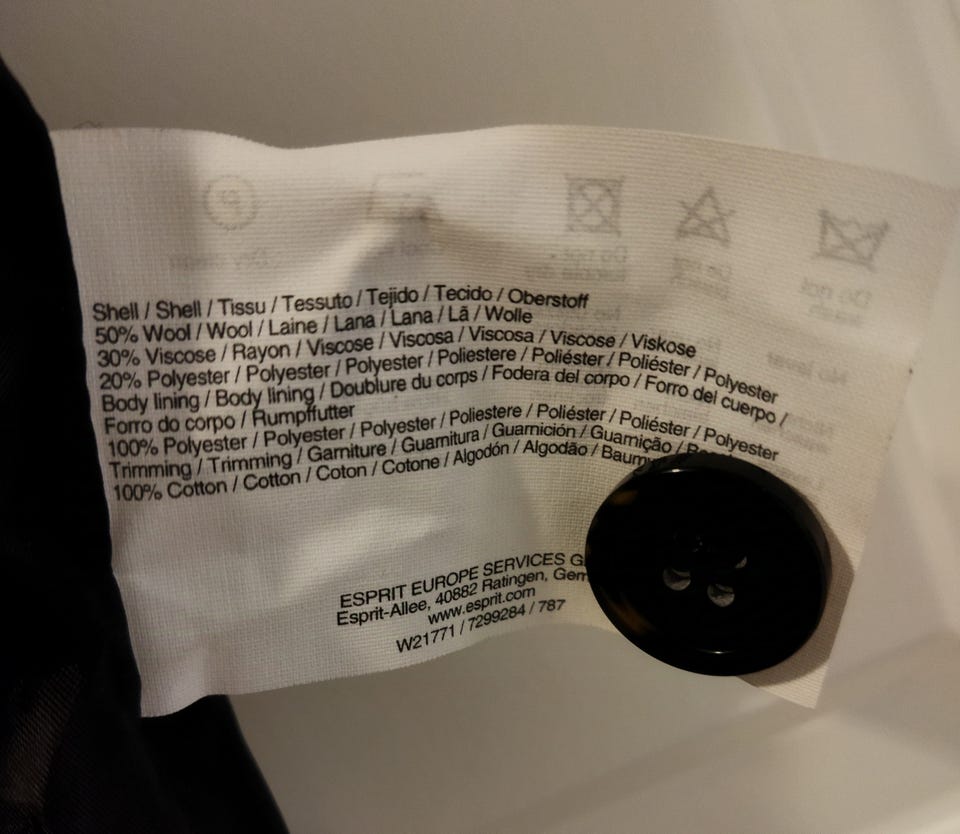 Shell / Shell / Tissu / Tessuto / Tejido / Tecido / Oberstoff
50% Wool / Wool / Laine / Lana / Lana / Lã / Wolle
30% Viscose / Rayon / Viscose / Viscosa / Viscosa / Viscose / Viskose
20% Polyester / Polyester / Polyester / Poliestere / Poliéster / Poliéster / Polyester
Body lining / Body lining / Doublure du corps / Fodera del corpo / Forro del cuerpo /
Forro do corpo / Rumpffutter
100% Polyester / Polyester / Polyester / Poliestere / Poliéster / Poliéster / Polyester
Trimming / Trimming / Garniture / Guarnitura / Guarnición / Guarnição /
100% Cotton / Cotton / Coton / Cotone / Algodón / Algodão /
ESPRIT EUROPE SERVICES
Esprit-Allee, 40882 Ratingen,
www.esprit.com
W21771 / 7299284 / 787